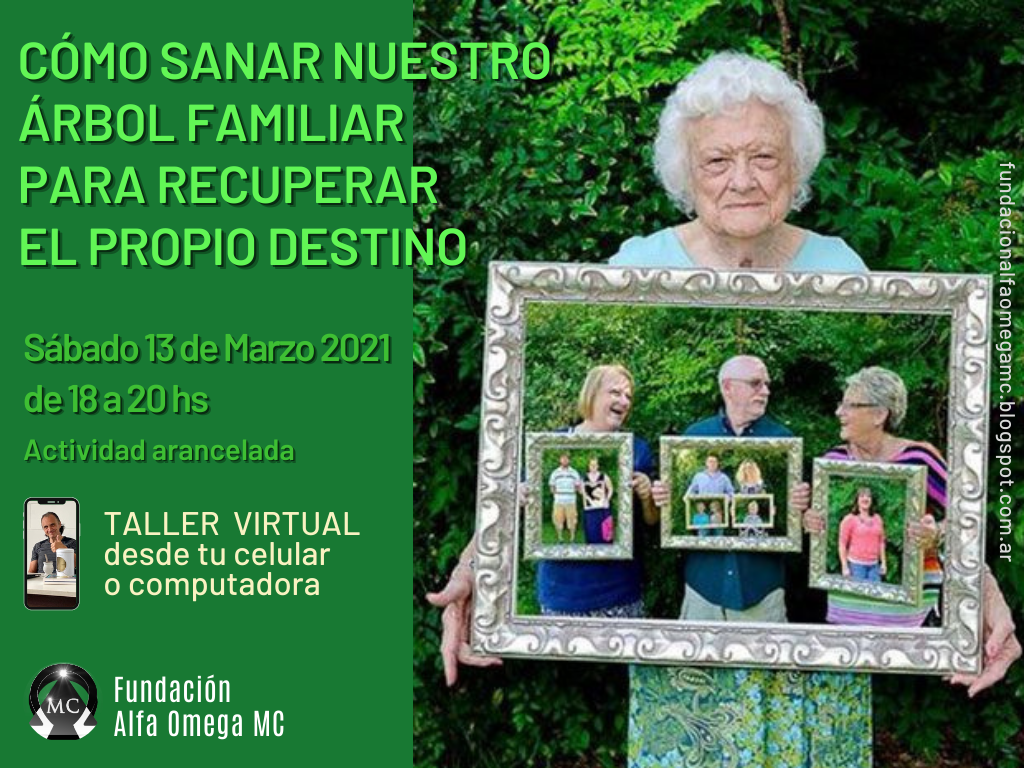 CÓMO SANAR NUESTRO
ÁRBOL FAMILIAR
PARA RECUPERAR
EL PROPIO DESTINO
Sábado 13 de Marzo 2021
de 18 a 20 hs
Actividad arancelada
TALLER VIRTUAL
desde tu celular
o computadora
MC
Fundación
Alfa Omega MC
fundacionalfaomegamc.blogspot.com.ar